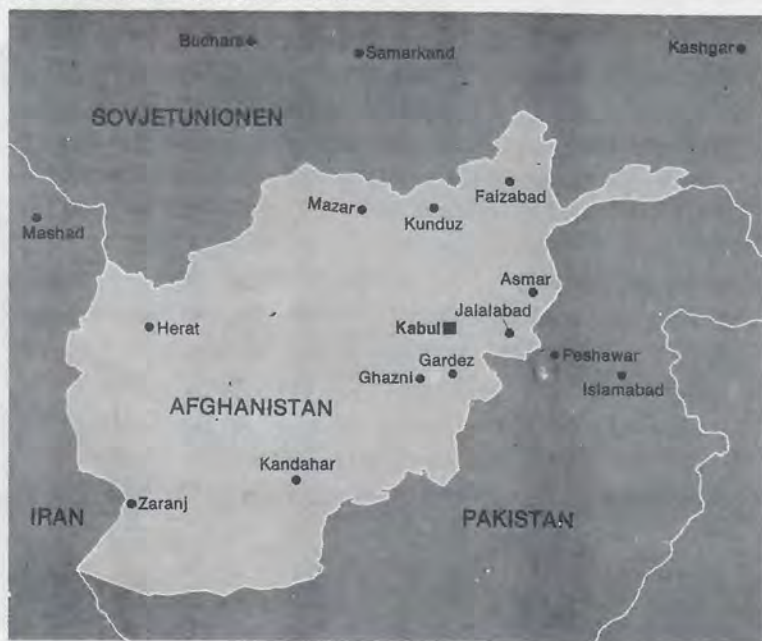 Buchara
Samarkand
Kashgar
SOVJETUNIONEN
Faizabad
Mazar
Kunduz
Mashad
Asmar
Jalalabad
Herat
Kabul
Peshawar
Gardez
Ghazni
Islamabad
AFGHANISTAN
Kandahar
Zaranj
IRAN
PAKISTAN